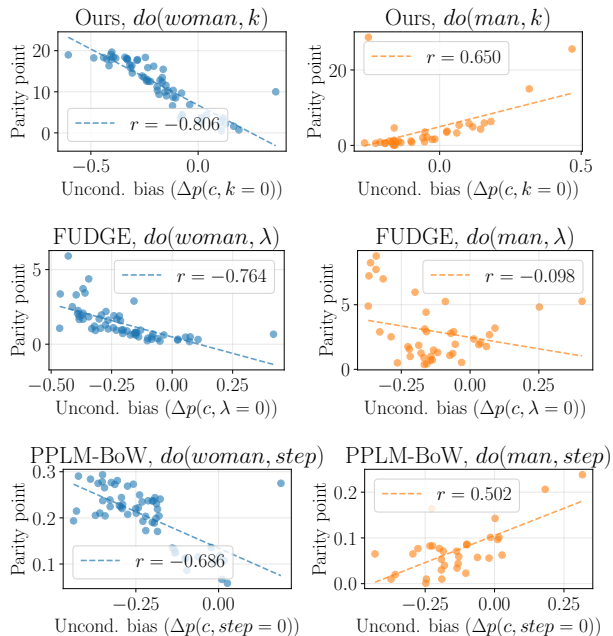 Ours, do(woman, k)
Parity point
20
10
0
r = −0.806
−0.5
0.0
Uncond. bias (Δp(c, k = 0))
Ours, do(man, k)
Parity point
20
0
r = 0.650
0.0
0.5
Uncond. bias (Δp(c, k = 0))
FUDGE, do(woman, λ)
Parity point
5
0
r = −0.764
−0.50
−0.25
0.00
0.25
Uncond. bias (Δp(c, λ = 0))
FUDGE, do(man, λ)
Parity point
5
0
r = −0.098
−0.25
0.00
0.25
Uncond. bias (Δp(c, λ = 0))
PPLM-BoW, do(woman, step)
Parity point
0.3
0.2
0.1
r = −0.686
−0.25
0.00
Uncond. bias (Δp(c, step = 0))
PPLM-BoW, do(man, step)
Parity point
0.2
0.1
0.0
r = 0.502
−0.25
0.00
0.25
Uncond. bias (Δp(c, step = 0))